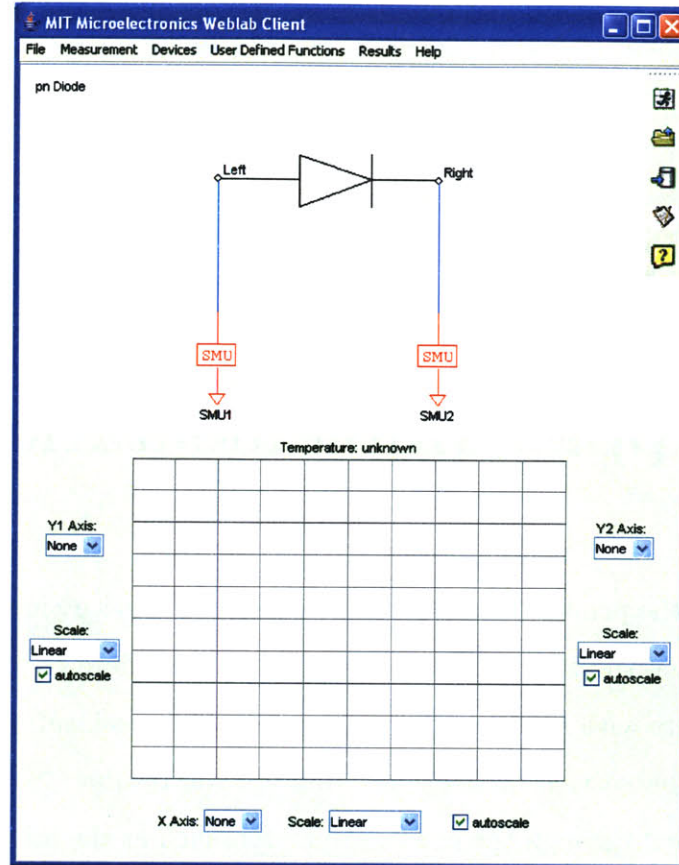 MIT Microelectronics Weblab Client
File Measurement Devices User Defined Functions Results Help
pn Diode
Left
Right
SMU
SMU
SMU1
SMU2
Temperature: unknown
Y1 Axis:
None
Y2 Axis:
None
Scale:
Linear
autoscale
Scale:
Linear
autoscale
X Axis: None Scale: Linear autoscale